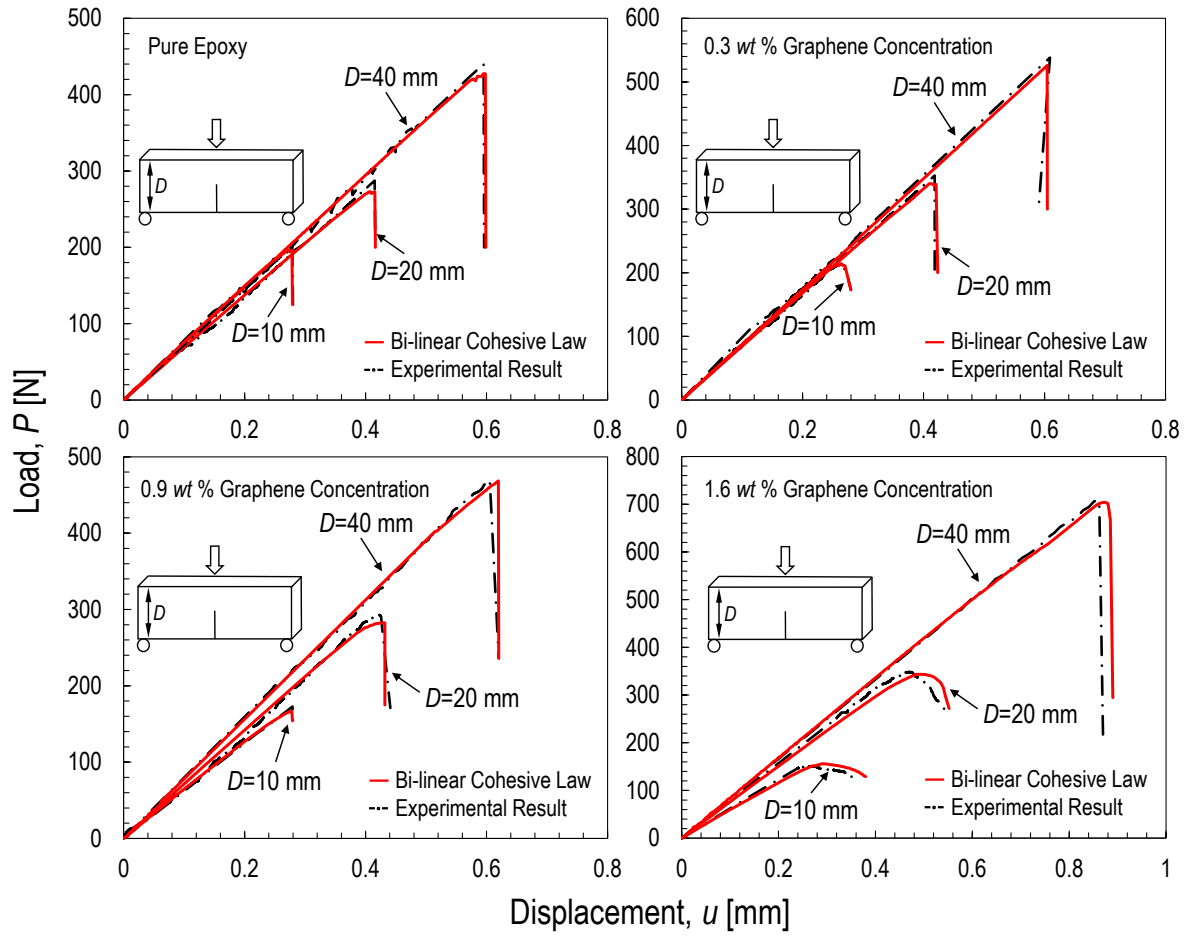 Load, P [N]
500
400
300
200
100
0
Pure Epoxy
D=40 mm
D
D=20 mm
D=10 mm
Bi-linear Cohesive Law
Experimental Result
0 0.2 0.4 0.6 0.8
600
500
400
300
200
100
0
0.3 wt % Graphene Concentration
D=40 mm
D
D=20 mm
D=10 mm
Bi-linear Cohesive Law
Experimental Result
0 0.2 0.4 0.6 0.8
500
400
300
200
100
0
0.9 wt % Graphene Concentration
D=40 mm
D
D=20 mm
D=10 mm
Bi-linear Cohesive Law
Experimental Result
0 0.2 0.4 0.6 0.8
800
700
600
500
400
300
200
100
0
1.6 wt % Graphene Concentration
D=40 mm
D
D=20 mm
D=10 mm
Bi-linear Cohesive Law
Experimental Result
0 0.2 0.4 0.6 0.8 1
Displacement, u [mm]